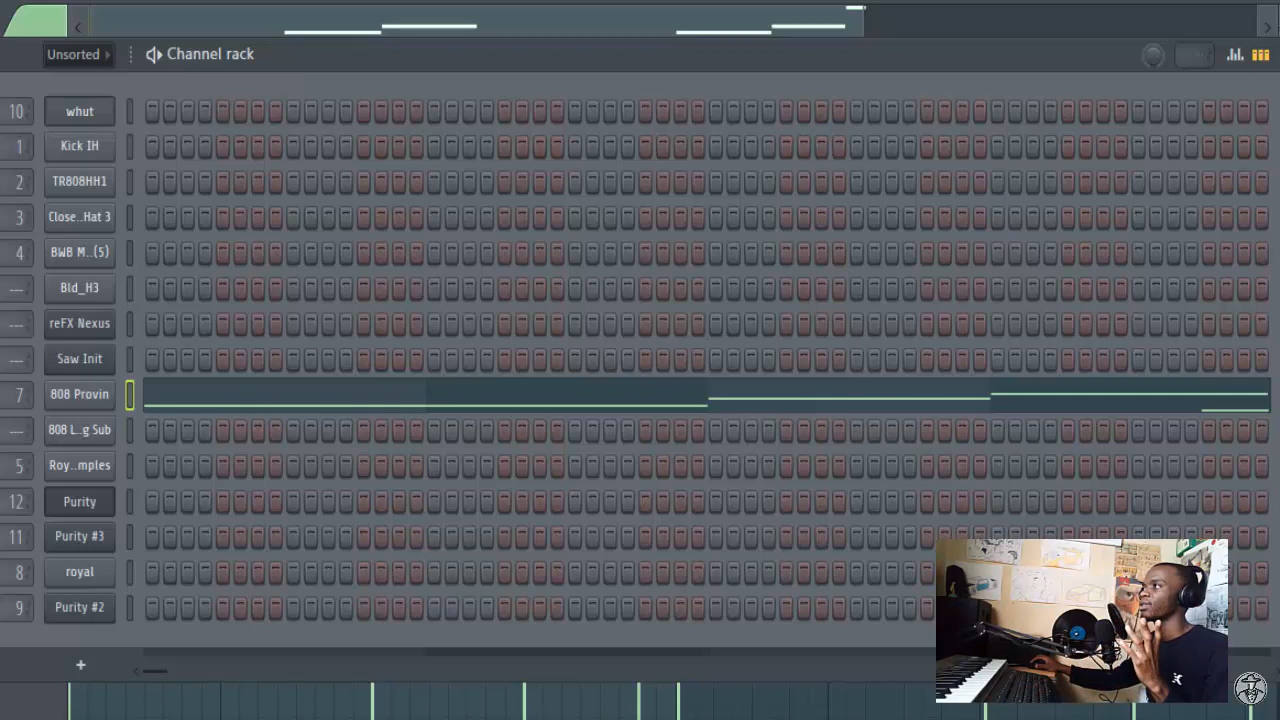 Unsorted
Channel rack
10 whut
1 Kick IH
2 TR808HH1
3 Close..Hat 3
4 BWB M..(5)
--- Bld_H3
--- reFX Nexus
--- Saw Init
7 808 Provin
--- 808 L..g Sub
5 Roy..mples
12 Purity
11 Purity #3
8 royal
9 Purity #2
+